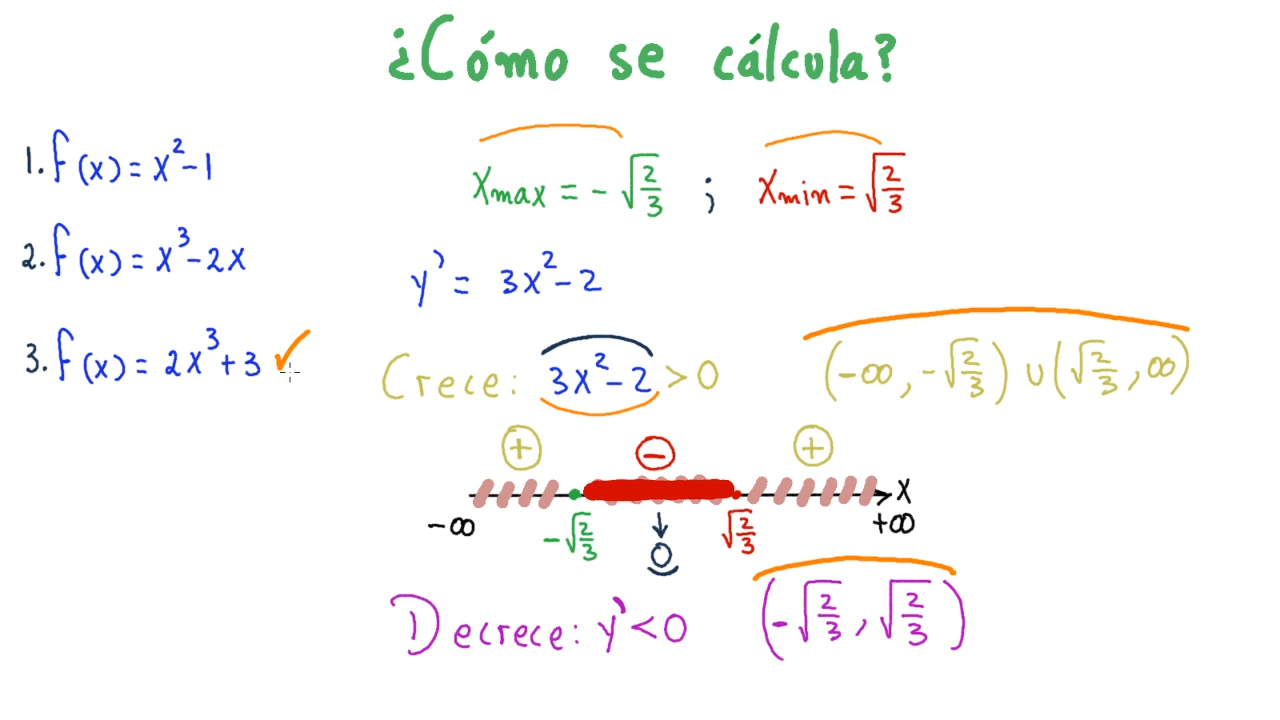 ¿Cómo se cálcula?
1. f(x) = x² - 1
2. f(x) = x³ - 2x
3. f(x) = 2x³ + 3 ✓
Xmax = -√(2/3) ; Xmin = √(2/3)
y' = 3x² - 2
Crece: 3x² - 2 > 0 (-∞, -√(2/3)) ∪ (√(2/3), ∞)
+ - +
X
-∞ -√(2/3) 0 √(2/3) +∞
Decrece: y' < 0 (-√(2/3), √(2/3))